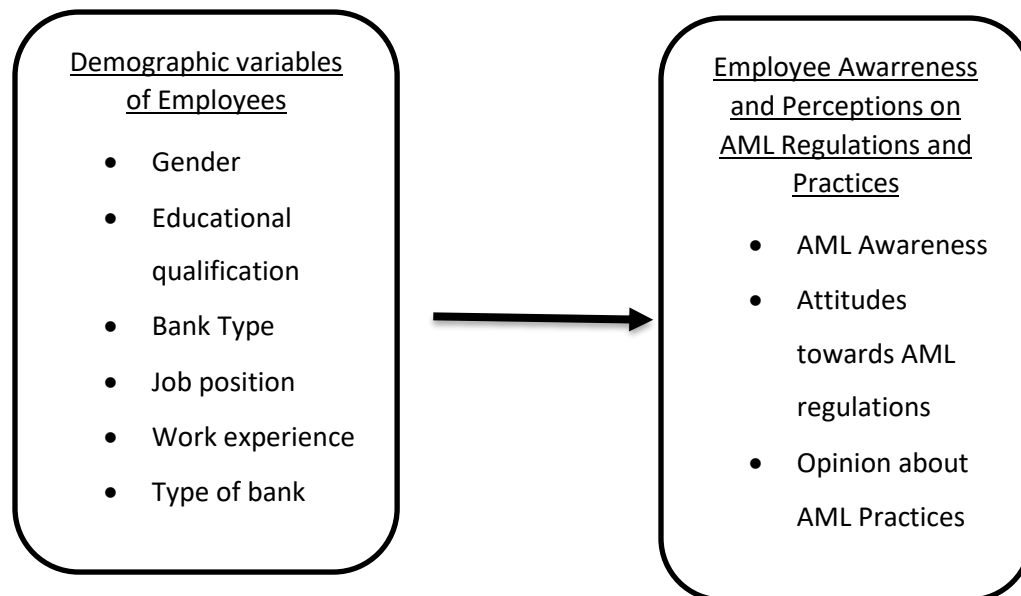 Demographic variables
of Employees
• Gender
• Educational
qualification
• Bank Type
• Job position
• Work experience
• Type of bank
Employee Awarreness
and Perceptions on
AML Regulations and
Practices
• AML Awareness
• Attitudes
towards AML
regulations
• Opinion about
AML Practices